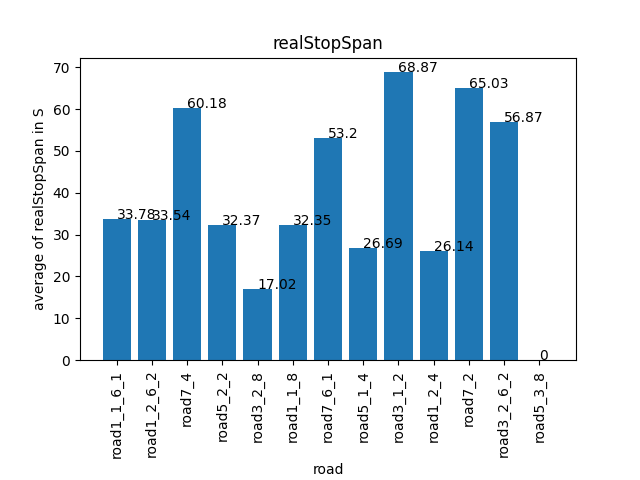 realStopSpan
average of realStopSpan in S
70
60
50
40
30
20
10
0
33.78
33.54
60.18
32.37
17.02
32.35
53.2
26.69
68.87
26.14
65.03
56.87
0
road1_1_6_1
road1_2_6_2
road7_4
road5_2_2
road3_2_8
road1_1_8
road7_6_1
road5_1_4
road3_1_2
road1_2_4
road7_2
road3_2_6_2
road5_3_8
road